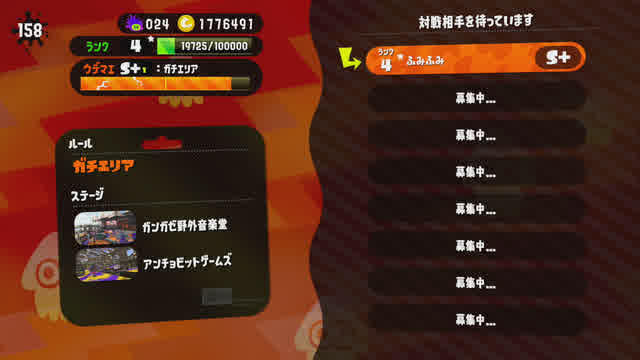 158
024
1776491
ランク 4 19725/100000
ウデマエ S+1 :ガチエリア
ルール
ガチエリア
ステージ
ガンガゼ野外音楽堂
アンチョビットゲームズ
対戦相手を待っています
ランク 4 ふみふみ S+
募集中...
募集中...
募集中...
募集中...
募集中...
募集中...
募集中...